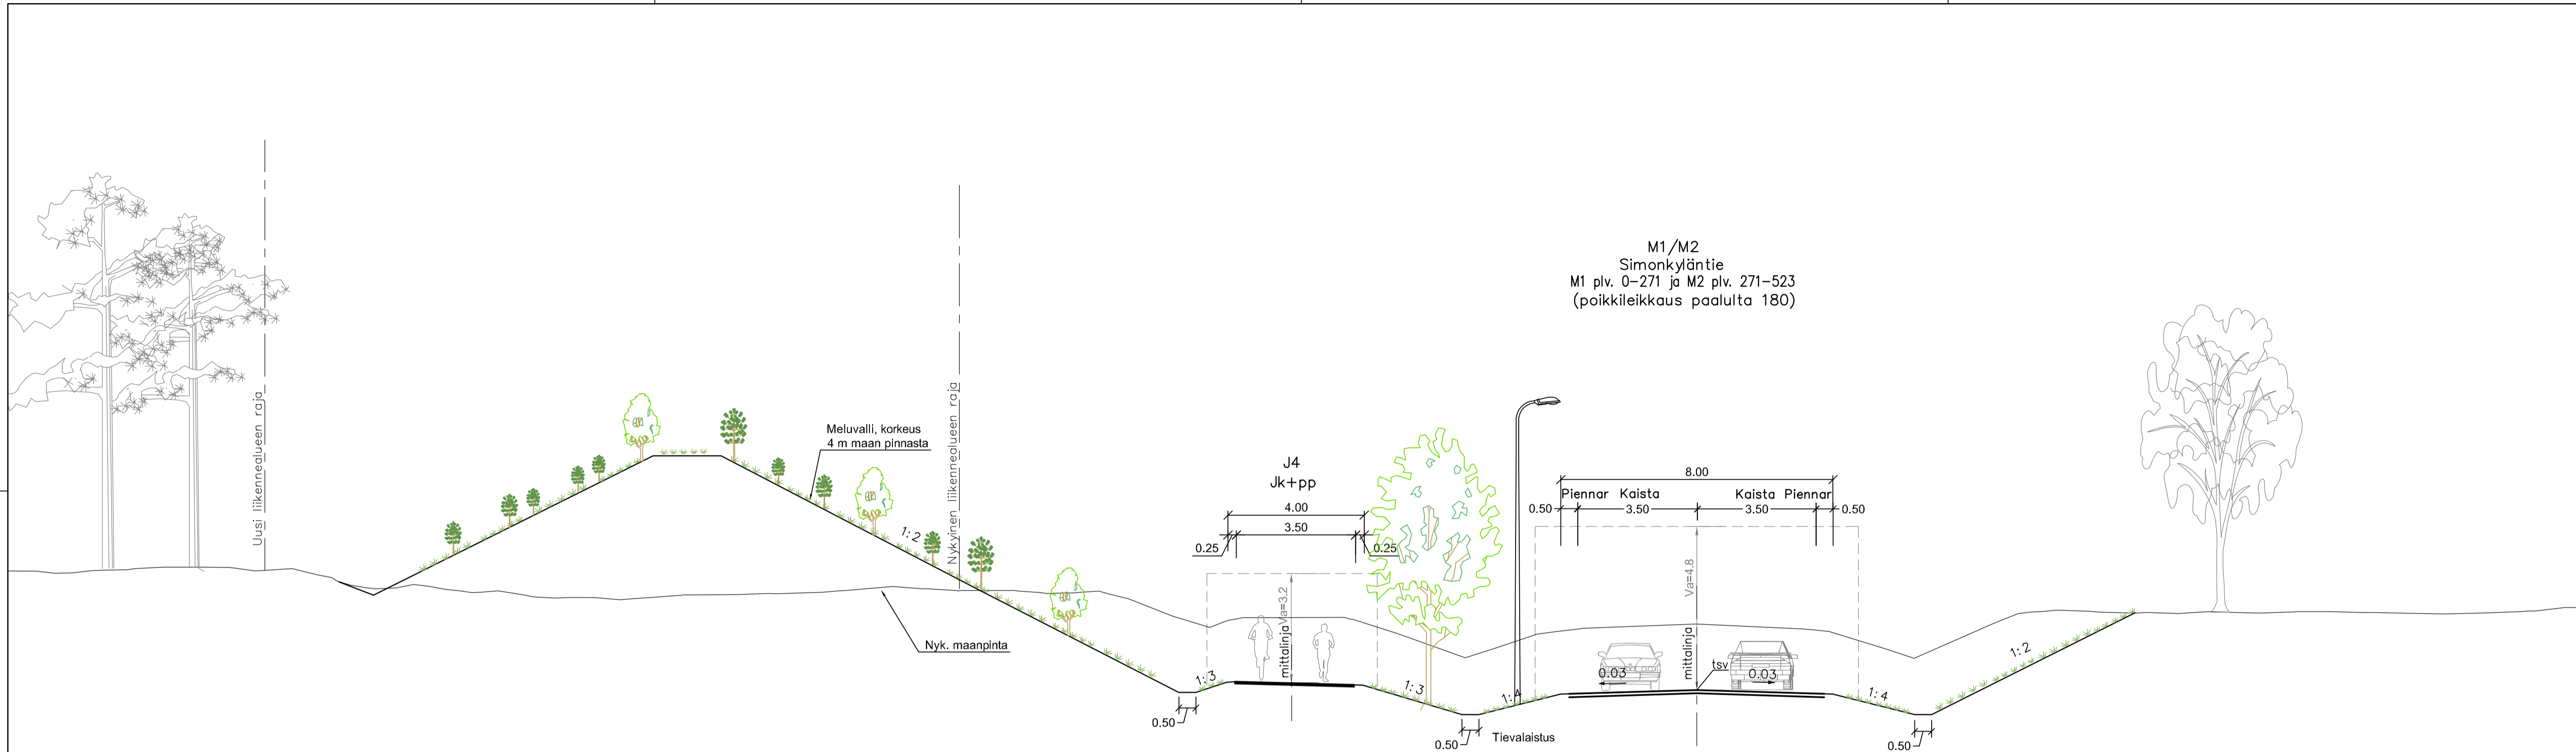 M1/M2
Simonkyläntie
M1 plv. 0-271 ja M2 plv. 271-523
(poikkileikkaus paalulta 180)
Uusi liikennealueen raja
Nykyinen liikennealueen raja
Meluvalli, korkeus
4 m maan pinnasta
1:2
Nyk. maanpinta
J4
Jk+pp
4.00
3.50
0.25
0.25
Va=3.2
mittalinja
1:3
0.50
1:3
0.50
Tievalaistus
1:4
8.00
Piennar Kaista
Kaista Piennar
0.50
3.50
3.50
0.50
Va=4.8
mittalinja
tsv
0.03
0.03
1:4
0.50
1:2